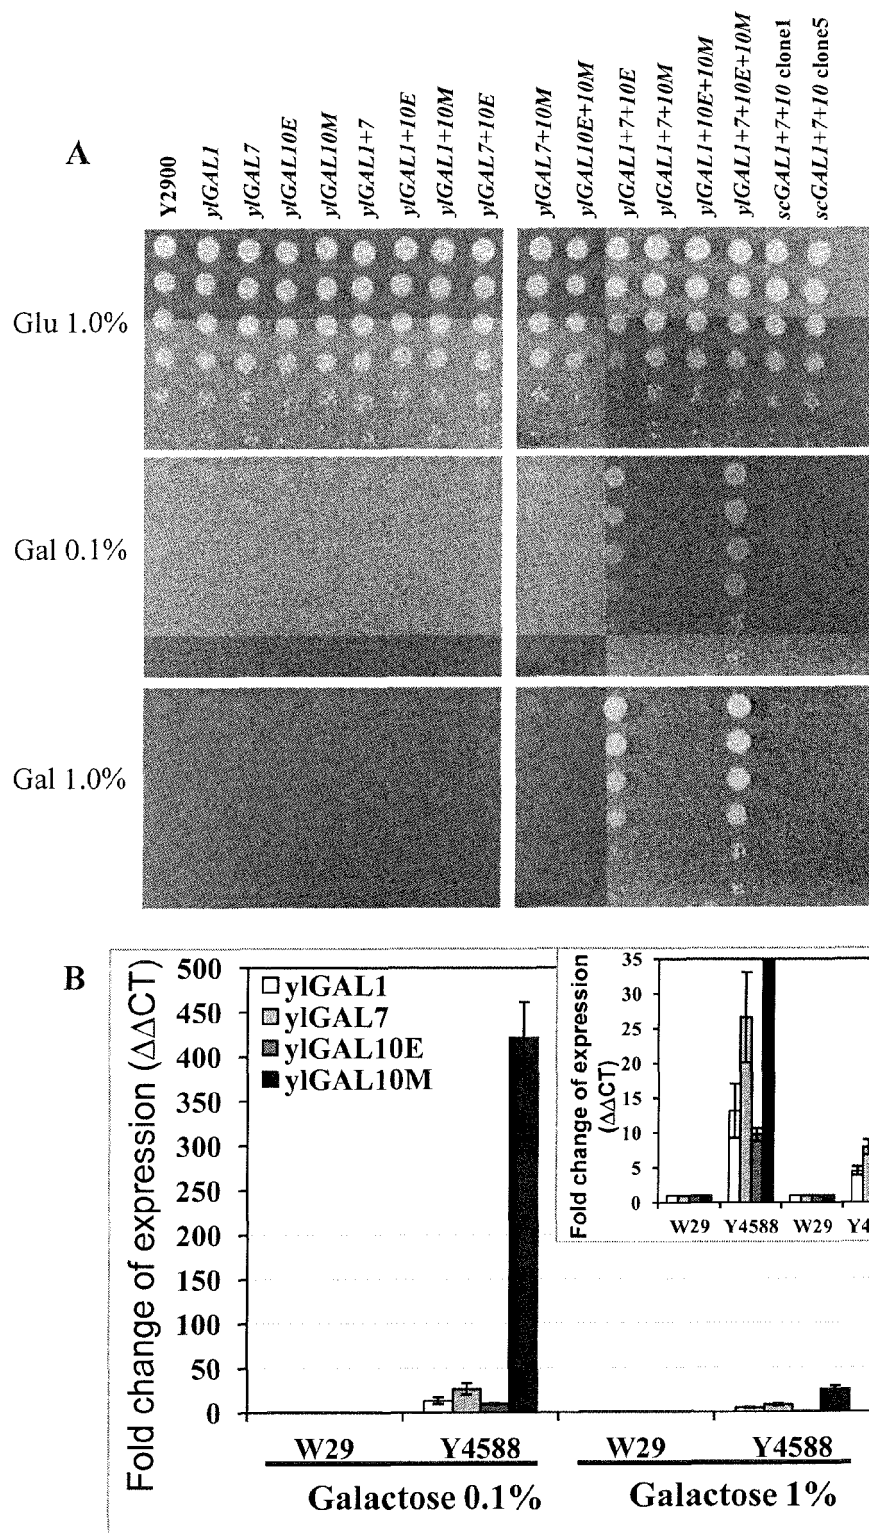 A
Y2900
ylGAL1
ylGAL7
ylGAL10E
ylGAL10M
ylGAL1+7
ylGAL1+10E
ylGAL1+10M
ylGAL7+10E
ylGAL7+10M
ylGAL10E+10M
ylGAL1+7+10E
ylGAL1+7+10M
ylGAL1+10E+10M
ylGAL1+7+10E+10M
scGAL1+7+10 clone1
scGAL1+7+10 clone5
Glu 1.0%
Gal 0.1%
Gal 1.0%
B
Fold change of expression (ΔΔCT)
500
450
400
350
300
250
200
150
100
50
0
ylGAL1
ylGAL7
ylGAL10E
ylGAL10M
W29 Y4588 W29 Y4588
Galactose 0.1% Galactose 1%
Fold change of expression
(ΔΔCT)
35
30
25
20
15
10
5
0
W29 Y4588 W29 Y4